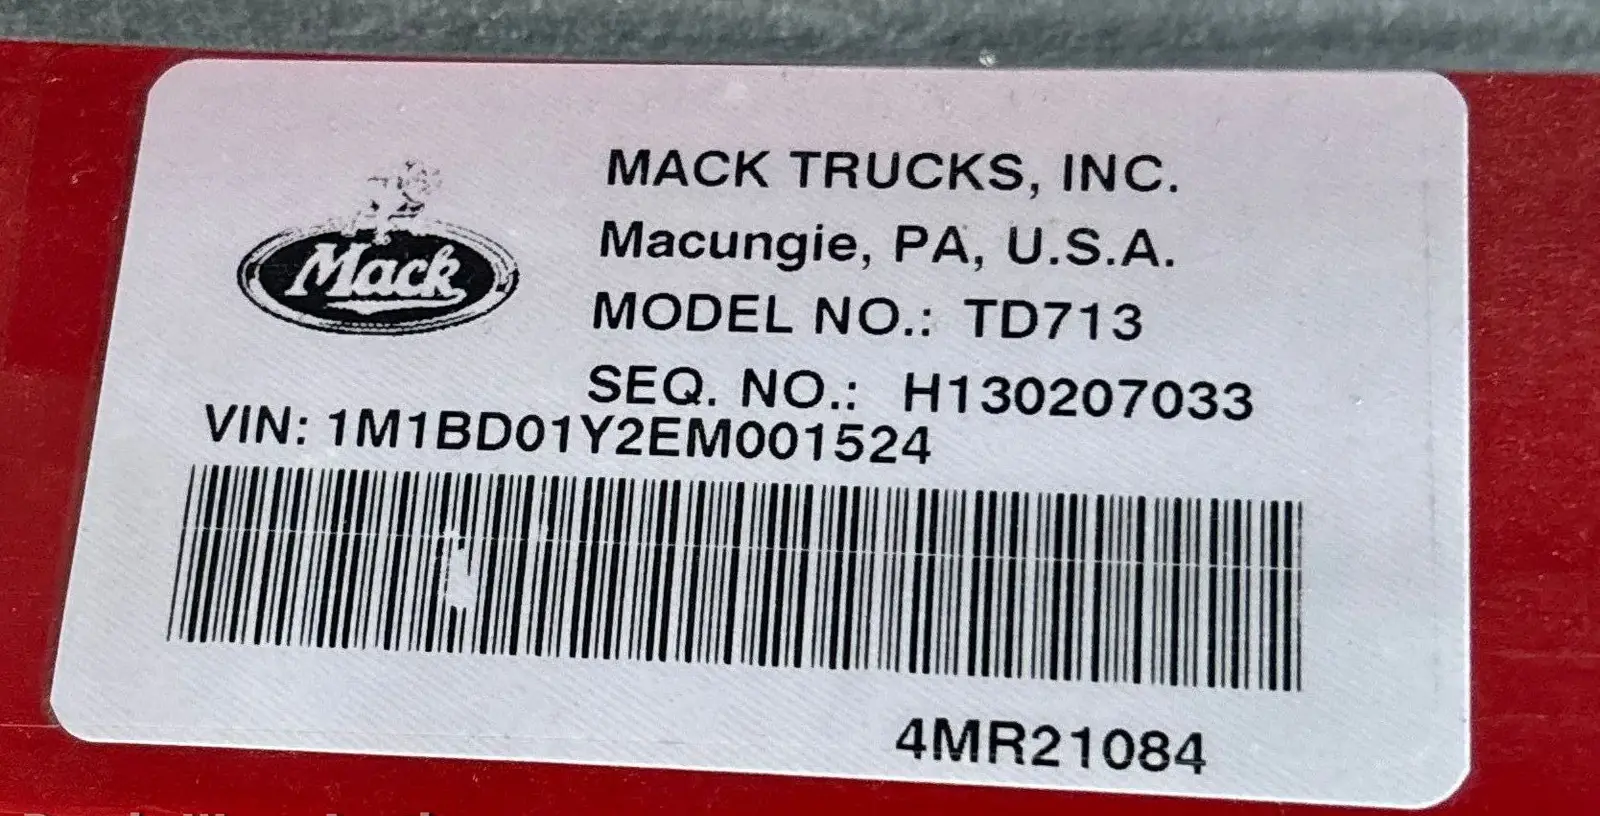 Mack
MACK TRUCKS, INC.
Macungie, PA, U.S.A.
MODEL NO.: TD713
SEQ. NO.: H130207033
VIN: 1M1BD01Y2EM001524
4MR21084